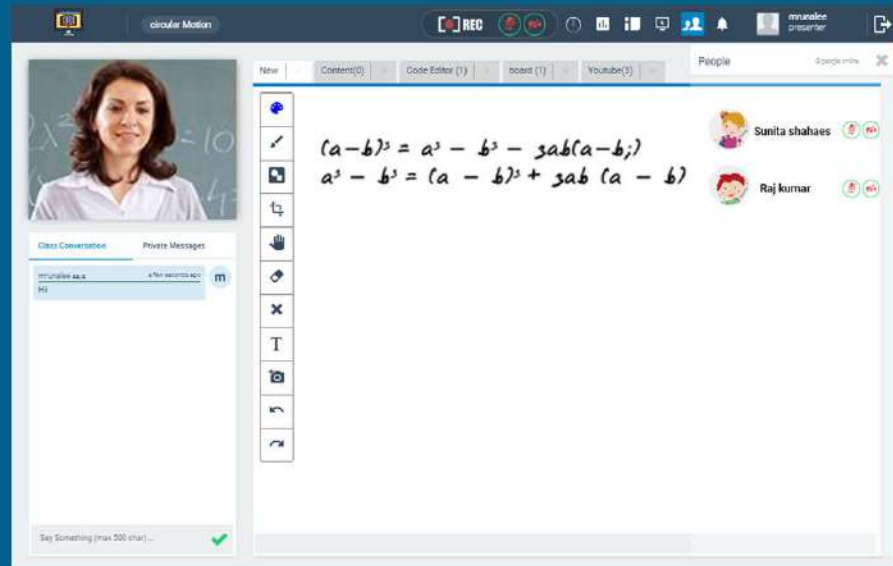 circular Motion
REC
mrunalee
presenter
New
Content(0)
Code Editor (1)
board (1)
Youtube(3)
People
(a-b)³ = a³ - b³ - 3ab(a-b;)
a³ - b³ = (a - b)³ + 3ab (a - b)
Sunita shahaes
Raj kumar
Class Conversation
Private Messages
mrunalee says
a few seconds ago
m
Hi
T
Say Something (max 500 char) ...